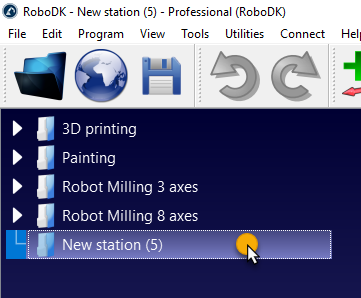 RoboDK - New station (5) - Professional (RoboDK)
File Edit Program View Tools Utilities Connect Help
3D printing
Painting
Robot Milling 3 axes
Robot Milling 8 axes
New station (5)